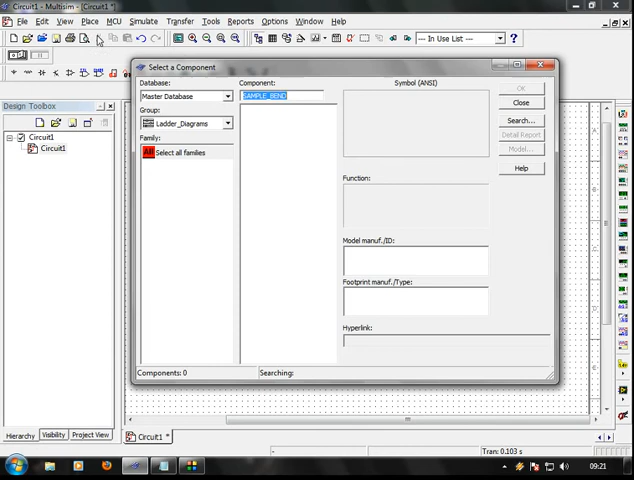 Circuit1 - Multisim - [Circuit1 *]
File Edit View Place MCU Simulate Transfer Tools Reports Options Window Help
--- In Use List ---
Select a Component
Design Toolbox
Circuit1
Circuit1
Database:
Master Database
Group:
Ladder_Diagrams
Family:
All Select all families
Component:
SAMPLE_BEND
Symbol (ANSI)
Function:
Model manuf./ID:
Footprint manuf./Type:
Hyperlink:
OK
Close
Search...
Detail Report
Model...
Help
Components: 0
Searching:
Hierarchy Visibility Project View
Circuit1 *
-
Tran: 0.103 s
09:21